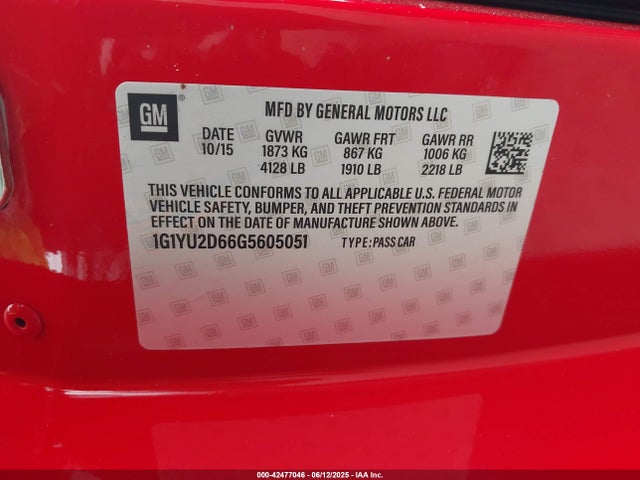 GM
MFD BY GENERAL MOTORS LLC
DATE GVWR GAWR FRT GAWR RR
10/15 1873 KG 867 KG 1006 KG
4128 LB 1910 LB 2218 LB
THIS VEHICLE CONFORMS TO ALL APPLICABLE U.S. FEDERAL MOTOR
VEHICLE SAFETY, BUMPER, AND THEFT PREVENTION STANDARDS IN
EFFECT ON THE DATE OF MANUFACTURE SHOWN ABOVE.
1G1YU2D66G5605051 TYPE: PASS CAR
000-42477046 - 06/12/2025 - IAA Inc.